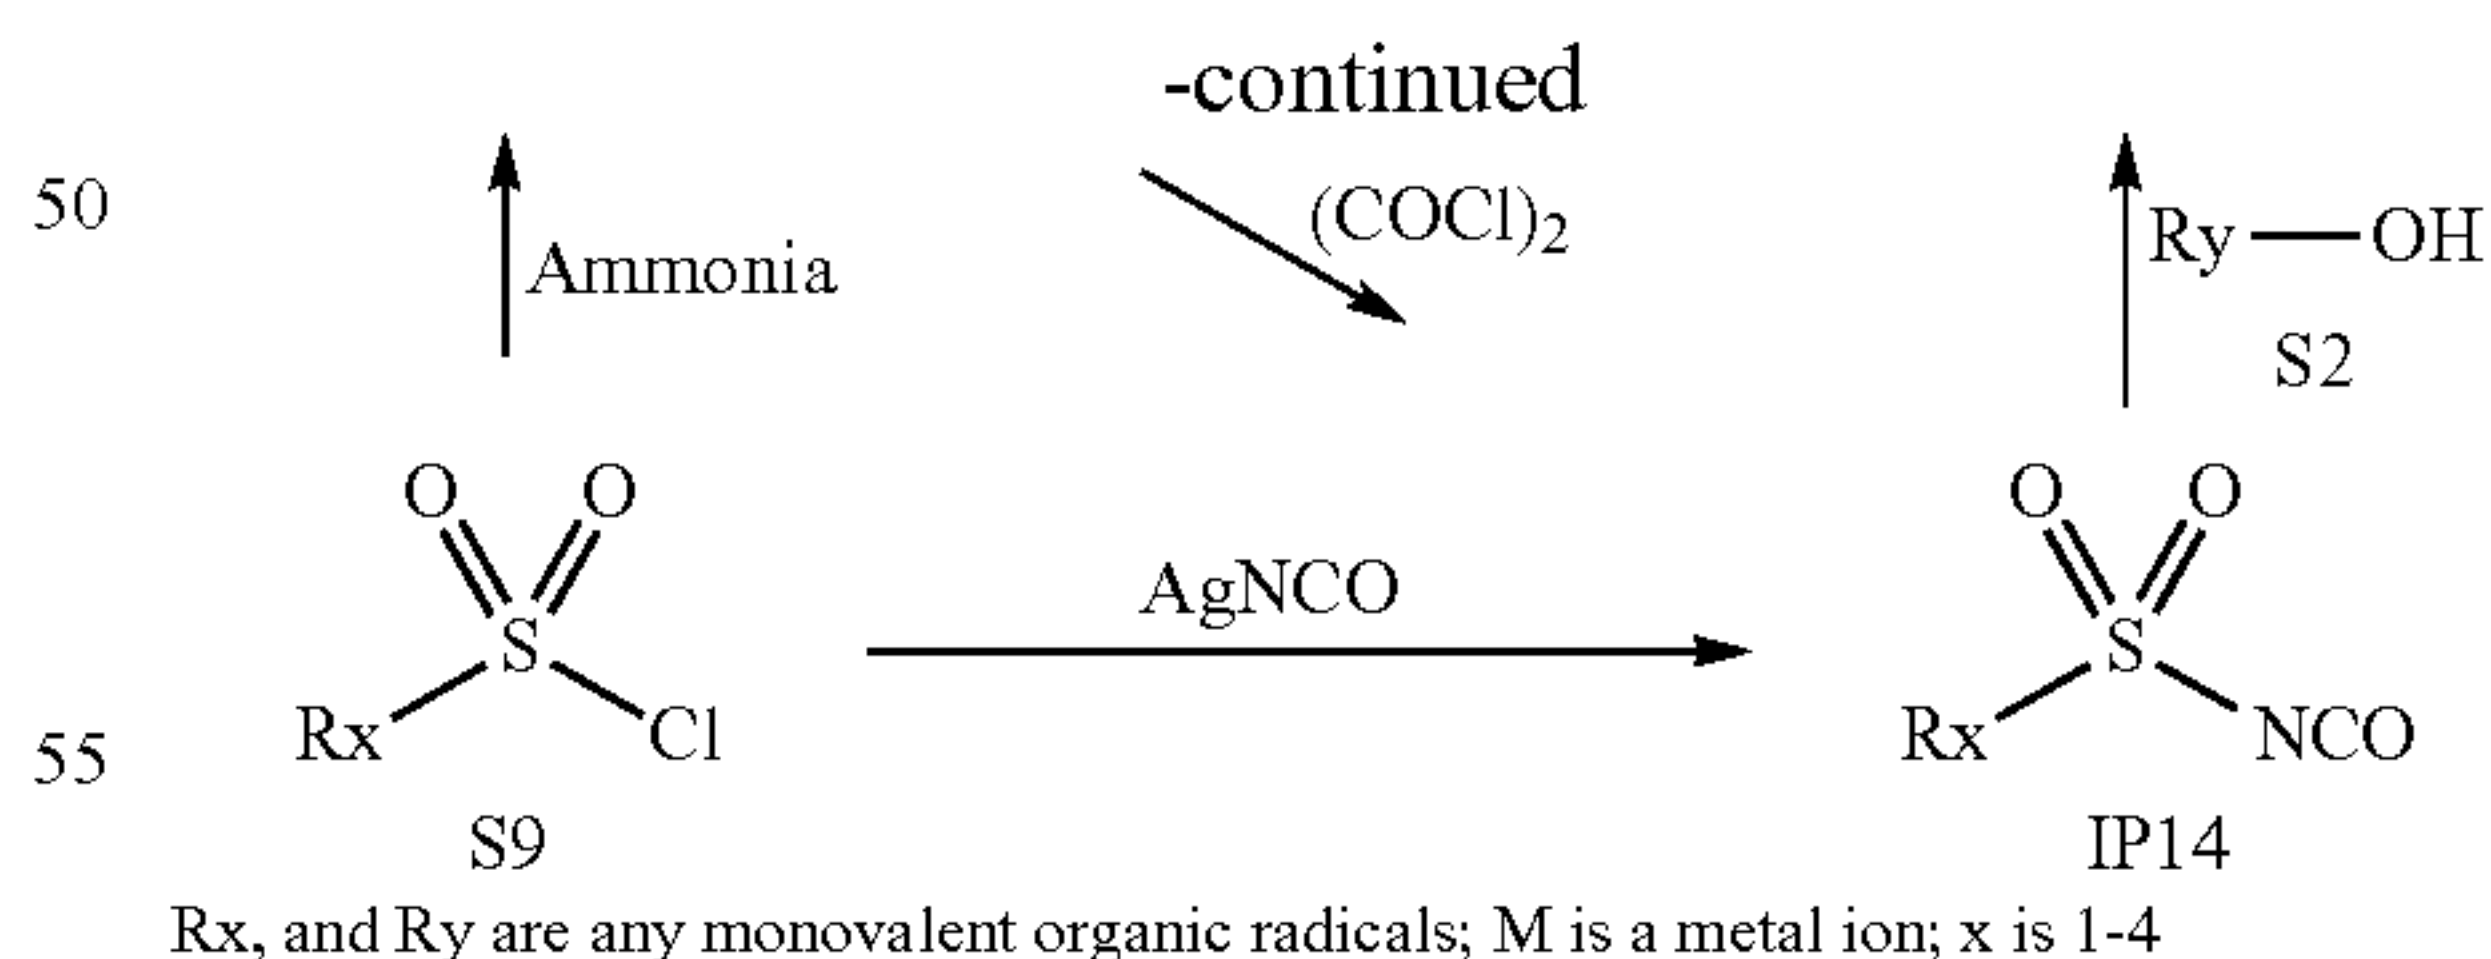 -continued
50
(COCl)2
Ry—OH
Ammonia
S2
O O O O
AgNCO
S S
Rx Cl Rx NCO
55
S9 IP14
Rx, and Ry are any monovalent organic radicals; M is a metal ion; x is 1-4